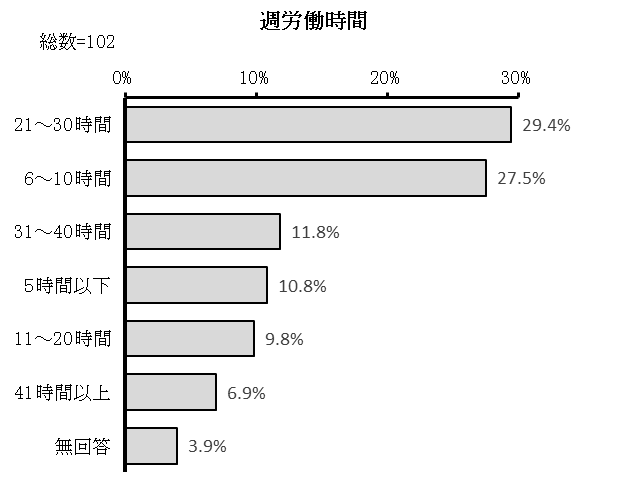 週労働時間
総数=102
0% 10% 20% 30%
21～30時間 29.4%
6～10時間 27.5%
31～40時間 11.8%
5時間以下 10.8%
11～20時間 9.8%
41時間以上 6.9%
無回答 3.9%